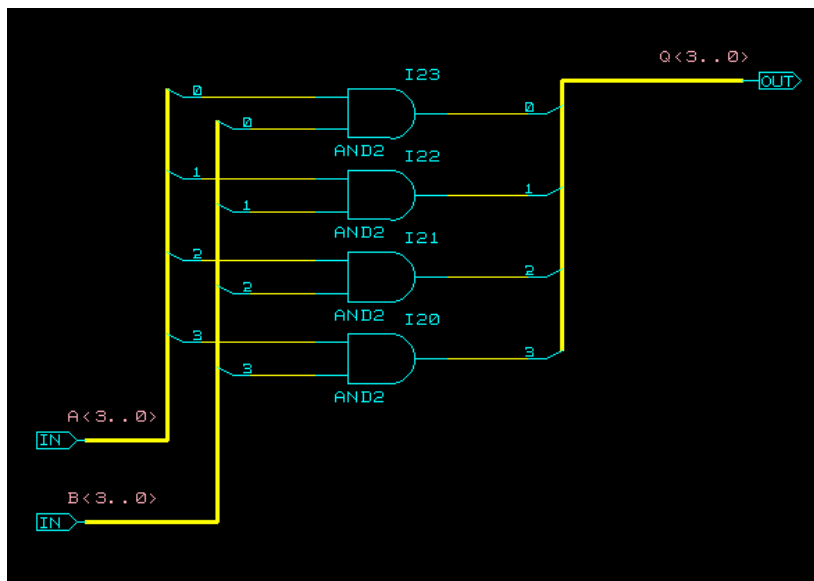 Q<3..0>
OUT
I23
0
0
0
AND2
I22
1
1
1
AND2
I21
2
2
2
AND2
I20
3
3
3
AND2
A<3..0>
IN
B<3..0>
IN